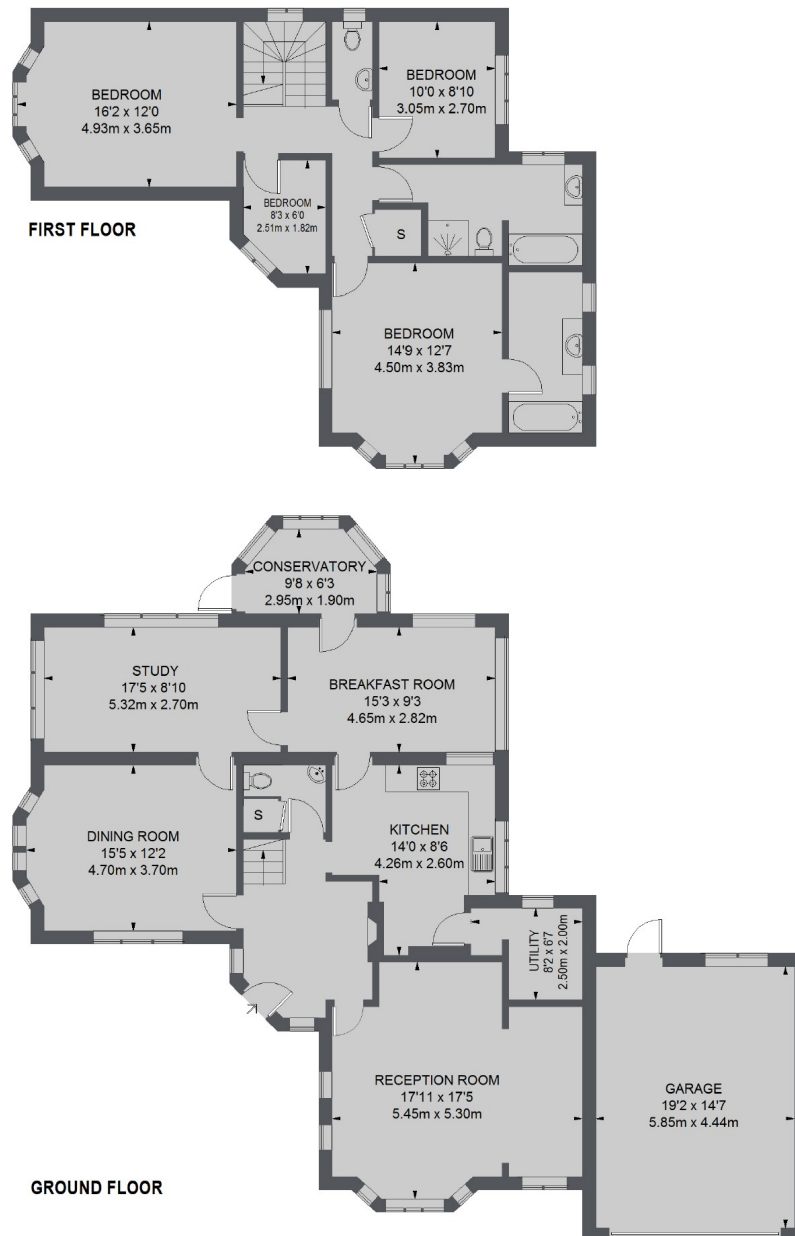 BEDROOM
16'2 x 12'0
4.93m x 3.65m
BEDROOM
10'0 x 8'10
3.05m x 2.70m
BEDROOM
8'3 x 6'0
2.51m x 1.82m
FIRST FLOOR
S
BEDROOM
14'9 x 12'7
4.50m x 3.83m
CONSERVATORY
9'8 x 6'3
2.95m x 1.90m
STUDY
17'5 x 8'10
5.32m x 2.70m
BREAKFAST ROOM
15'3 x 9'3
4.65m x 2.82m
S
DINING ROOM
15'5 x 12'2
4.70m x 3.70m
KITCHEN
14'0 x 8'6
4.26m x 2.60m
UTILITY
8'2 x 6'7
2.50m x 2.00m
RECEPTION ROOM
17'11 x 17'5
5.45m x 5.30m
GARAGE
19'2 x 14'7
5.85m x 4.44m
GROUND FLOOR